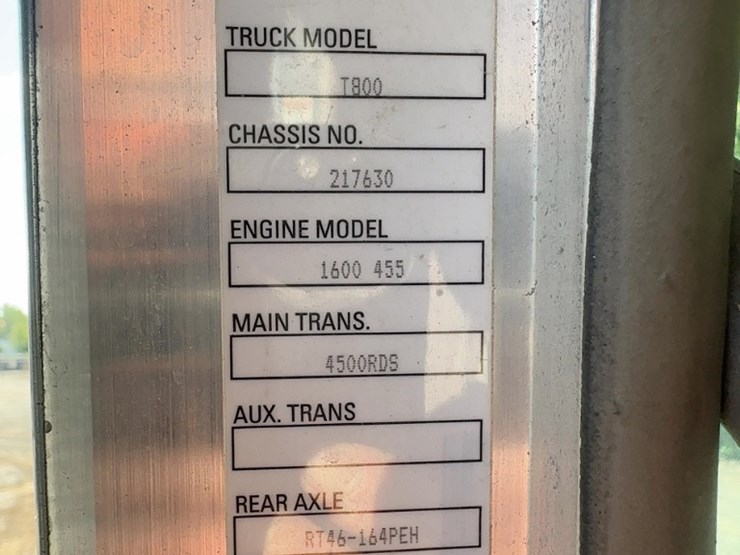 TRUCK MODEL
T800
CHASSIS NO.
217630
ENGINE MODEL
1600 455
MAIN TRANS.
4500RDS
AUX. TRANS
REAR AXLE
RT46-164PEH